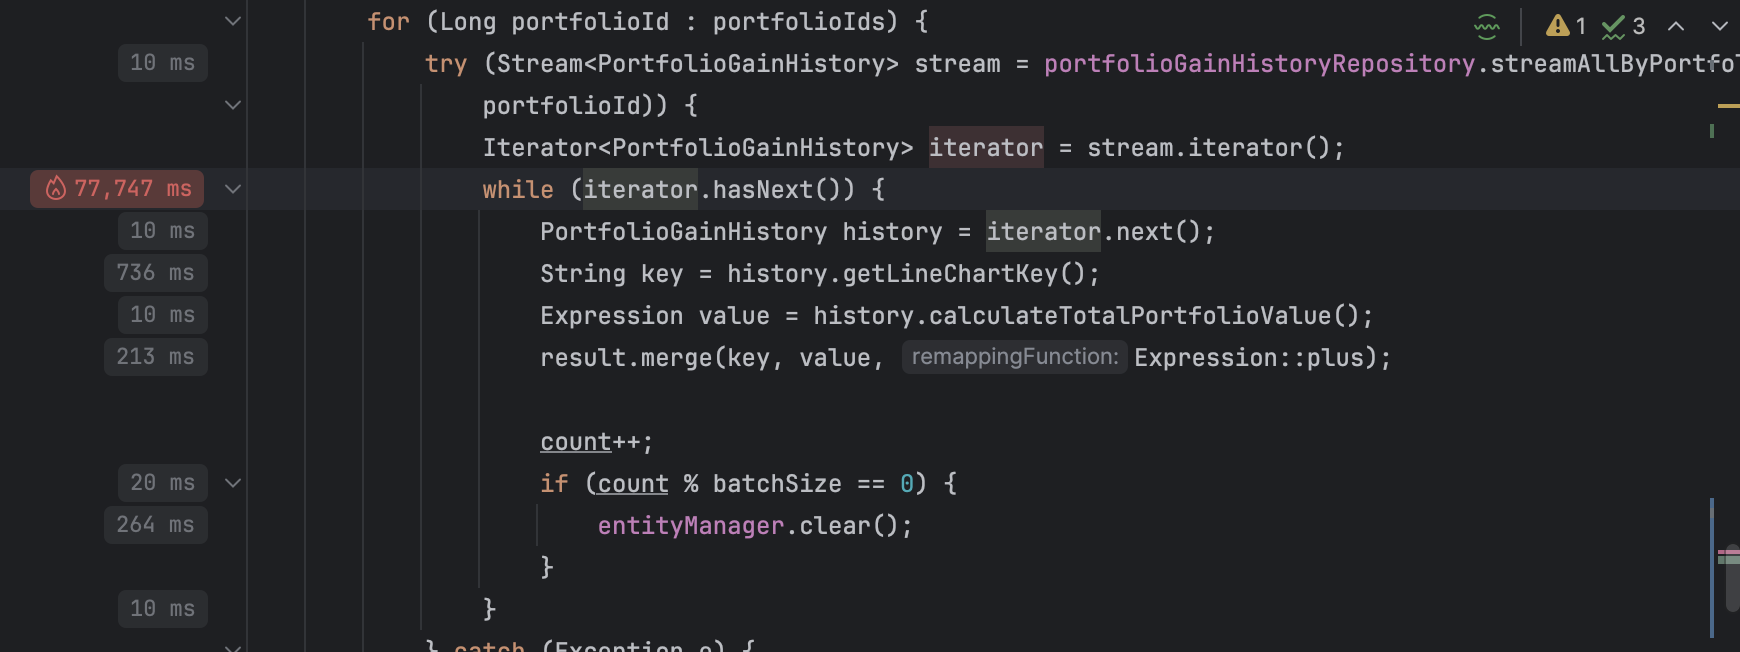 for (Long portfolioId : portfolioIds) {
1 3
10 ms try (Stream<PortfolioGainHistory> stream = portfolioGainHistoryRepository.streamAllByPortfol
portfolioId)) {
Iterator<PortfolioGainHistory> iterator = stream.iterator();
77,747 ms while (iterator.hasNext()) {
10 ms PortfolioGainHistory history = iterator.next();
736 ms String key = history.getLineChartKey();
10 ms Expression value = history.calculateTotalPortfolioValue();
213 ms result.merge(key, value, remappingFunction: Expression::plus);
count++;
20 ms if (count % batchSize == 0) {
264 ms entityManager.clear();
}
10 ms }
} catch (Exception e) {